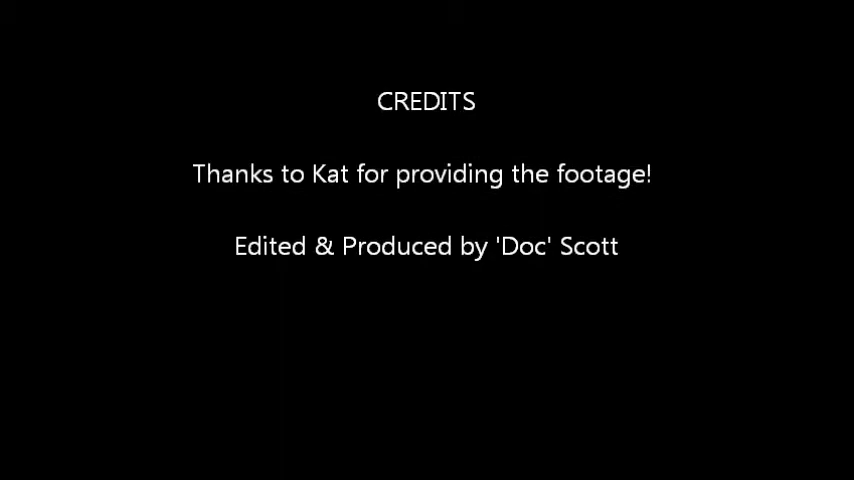 CREDITS
Thanks to Kat for providing the footage!
Edited & Produced by 'Doc' Scott